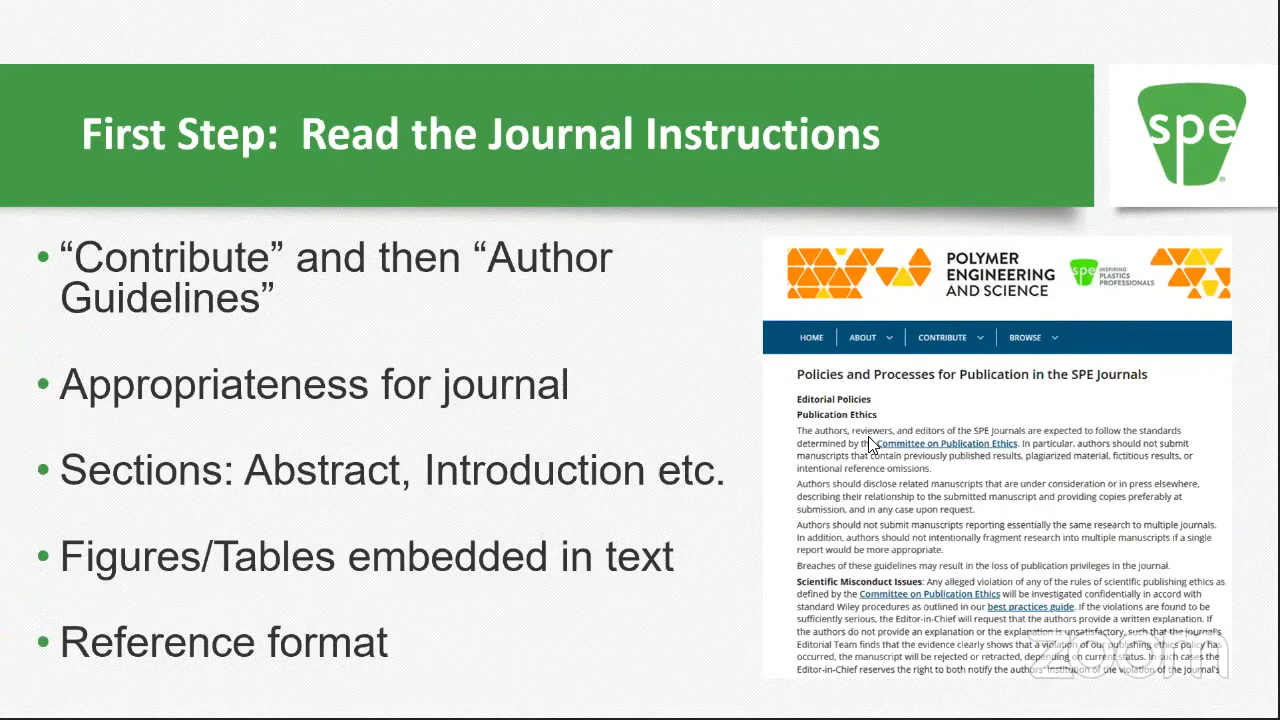 First Step:  Read the Journal Instructions
spe
• “Contribute” and then “Author
Guidelines”
• Appropriateness for journal
• Sections: Abstract, Introduction etc.
• Figures/Tables embedded in text
• Reference format
POLYMER
ENGINEERING
AND SCIENCE
spe
INSPIRING
PLASTICS
PROFESSIONALS
HOME
ABOUT
CONTRIBUTE
BROWSE
Policies and Processes for Publication in the SPE Journals
Editorial Policies
Publication Ethics
The authors, reviewers, and editors of the SPE Journals are expected to follow the standards
determined by the Committee on Publication Ethics. In particular, authors should not submit
manuscripts that contain previously published results, plagiarized material, fictitious results, or
intentional reference omissions.
Authors should disclose related manuscripts that are under consideration or in press elsewhere,
describing their relationship to the submitted manuscript and providing copies preferably at
submission, and in any case upon request.
Authors should not submit manuscripts reporting essentially the same research to multiple journals.
In addition, authors should not intentionally fragment research into multiple manuscripts if a single
report would be more appropriate.
Breaches of these guidelines may result in the loss of publication privileges in the journal.
Scientific Misconduct Issues: Any alleged violation of any of the rules of scientific publishing ethics as
defined by the Committee on Publication Ethics will be investigated confidentially in accord with
standard Wiley procedures as outlined in our best practices guide. If the violations are found to be
sufficiently serious, the Editor-in-Chief will request that the authors provide a written explanation. If
the authors do not provide an explanation or the explanation is unsatisfactory, such that the journal's
Editorial Team finds that the evidence clearly shows that a violation of our publishing ethics policy has
occurred, the manuscript will be rejected or retracted, depending on current status. In such cases the
Editor-in-Chief reserves the right to both notify the authors' institution of the violation of the journal's
zoom